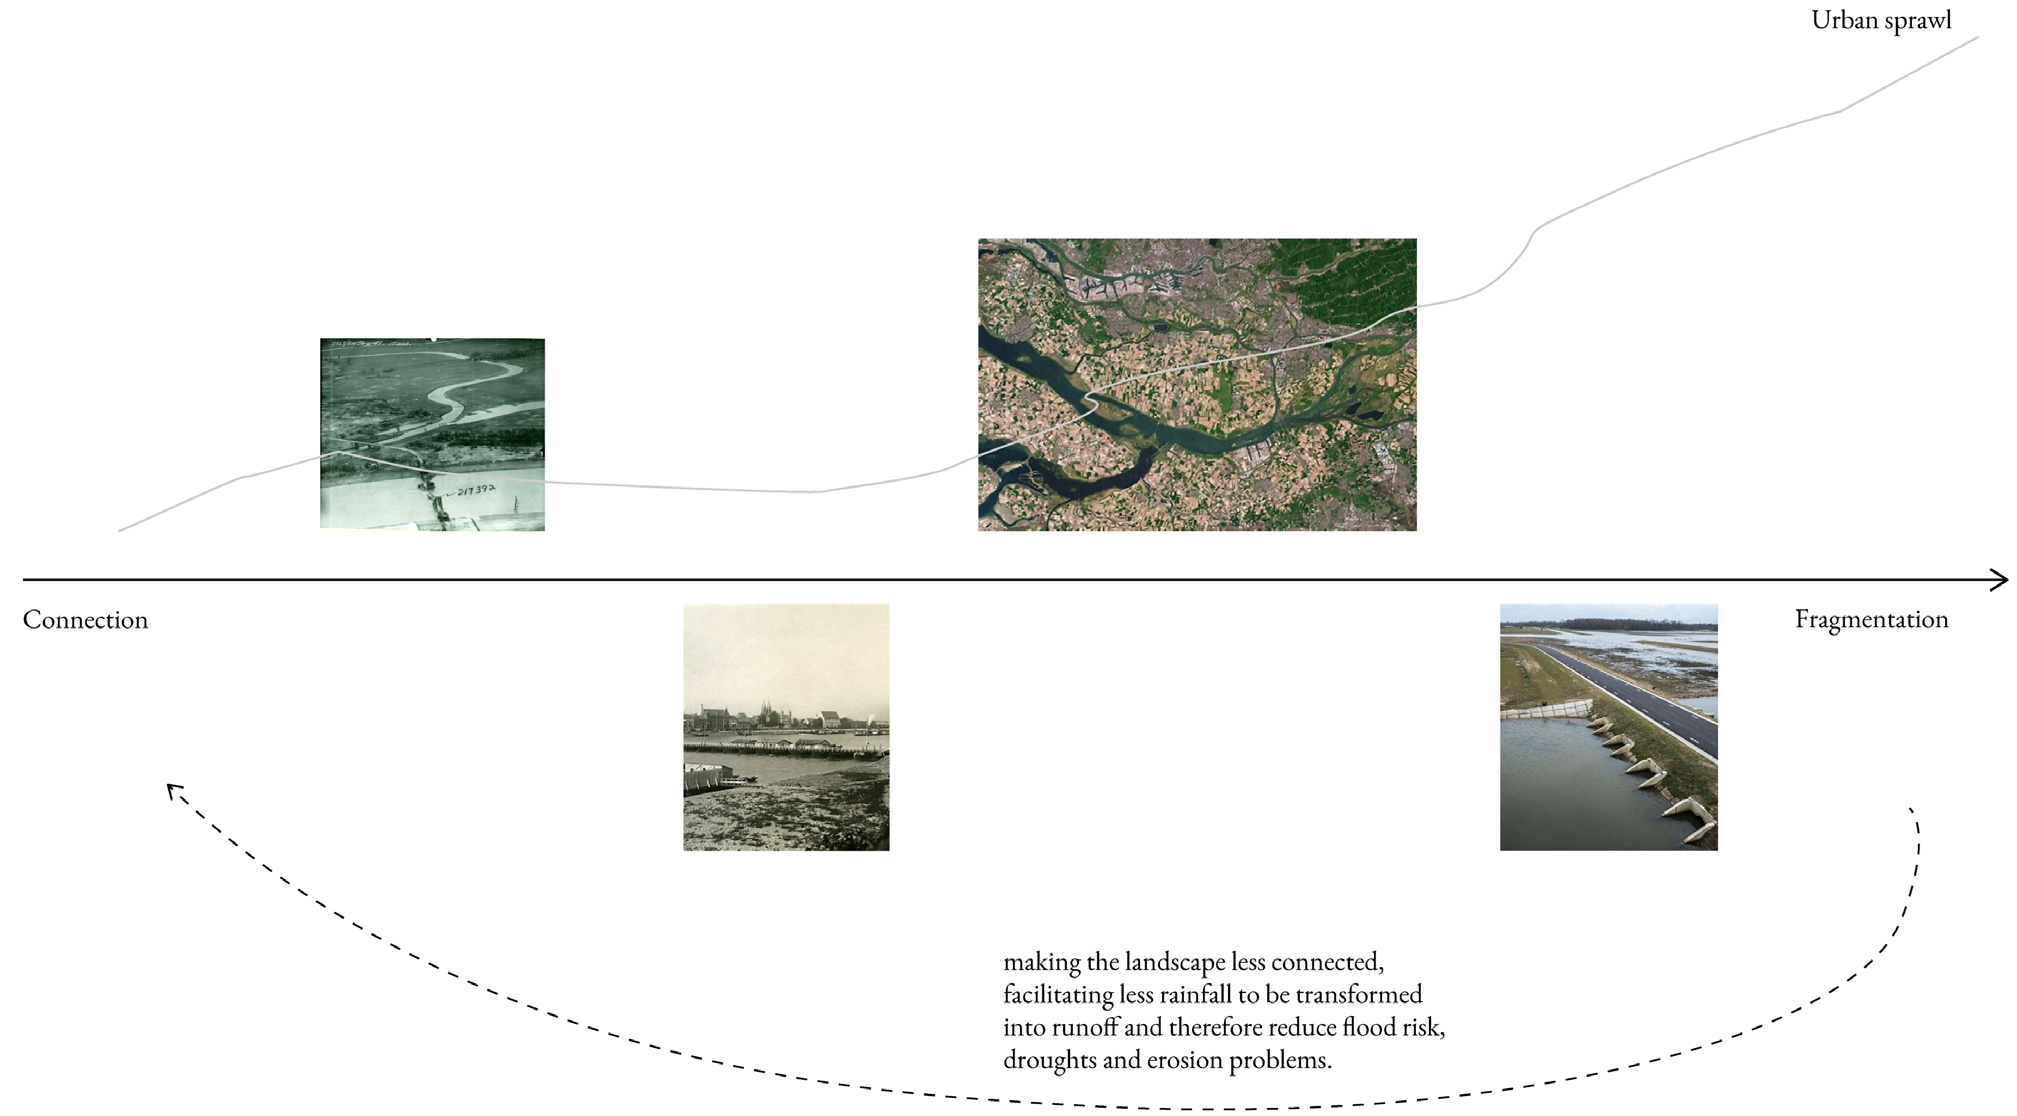 Urban sprawl
217392
Connection
Fragmentation
making the landscape less connected,
facilitating less rainfall to be transformed
into runoff and therefore reduce flood risk,
droughts and erosion problems.